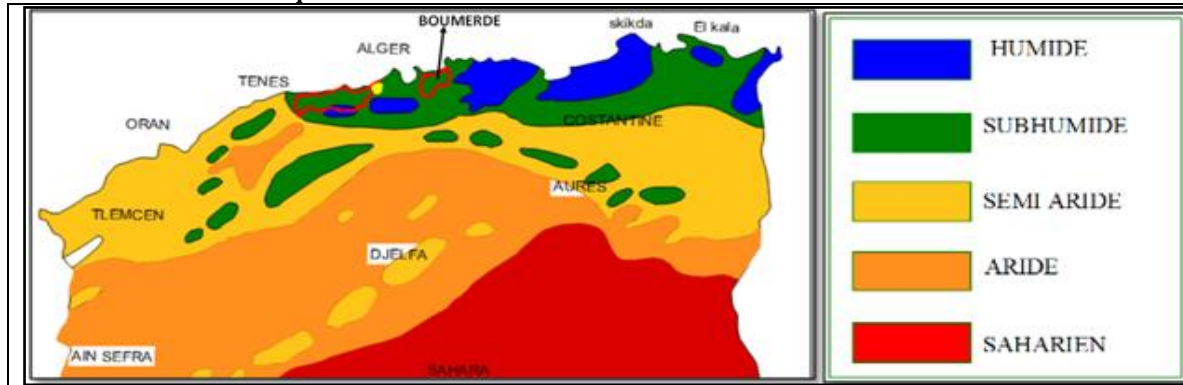 BOUMERDE
skikda
El kala
ALGER
TENES
ORAN
COSTANTINE
AURES
TLEMCEN
DJELFA
AIN SEFRA
SAHARA
HUMIDE
SUBHUMIDE
SEMI ARIDE
ARIDE
SAHARIEN